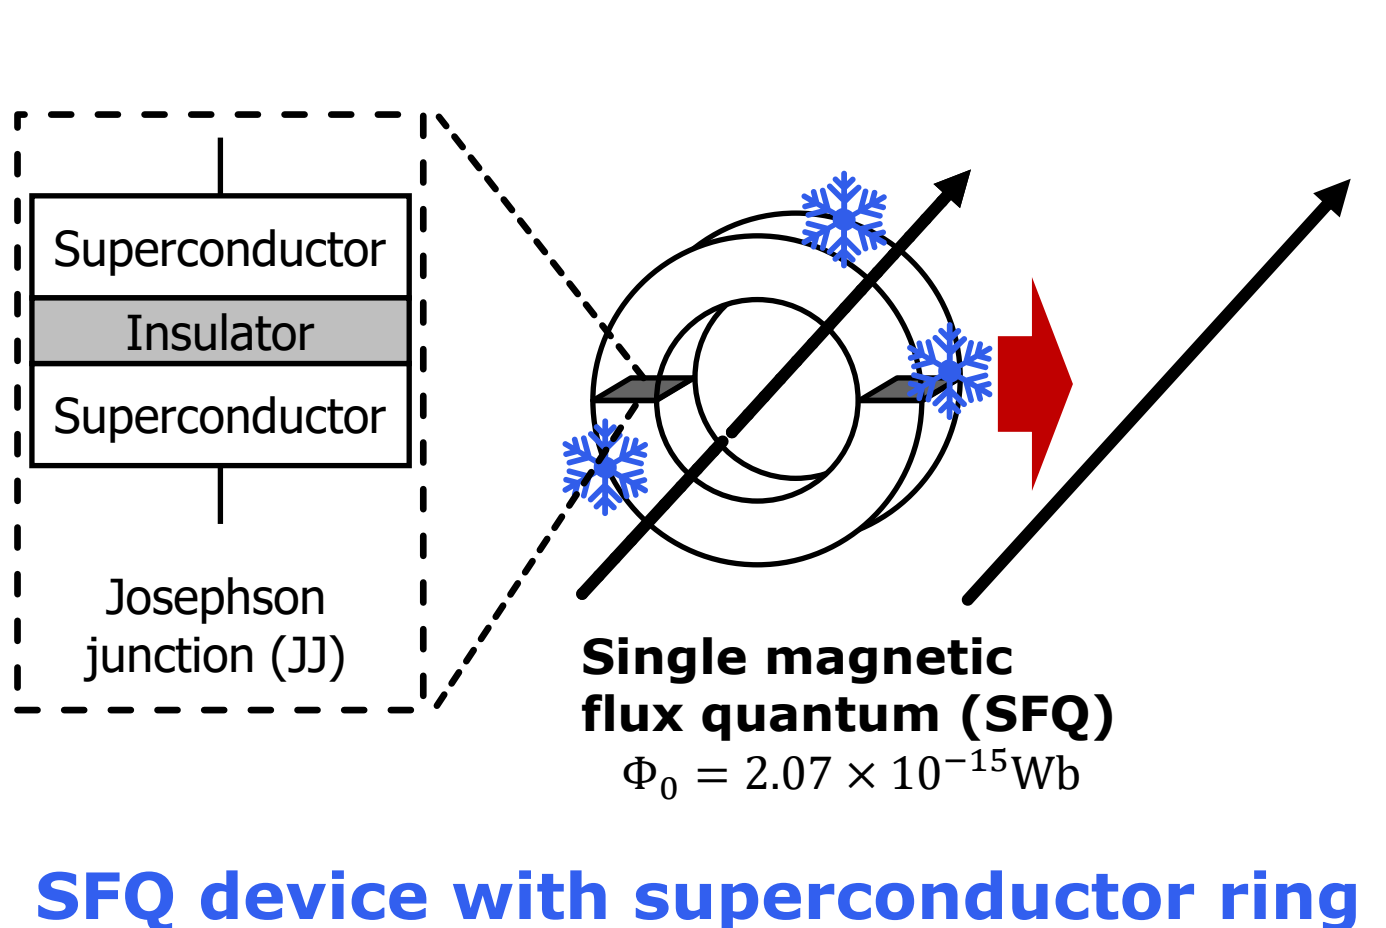 Superconductor
Insulator
Superconductor
Josephson
junction (JJ)
Single magnetic
flux quantum (SFQ)
Φ₀ = 2.07 × 10⁻¹⁵Wb
SFQ device with superconductor ring